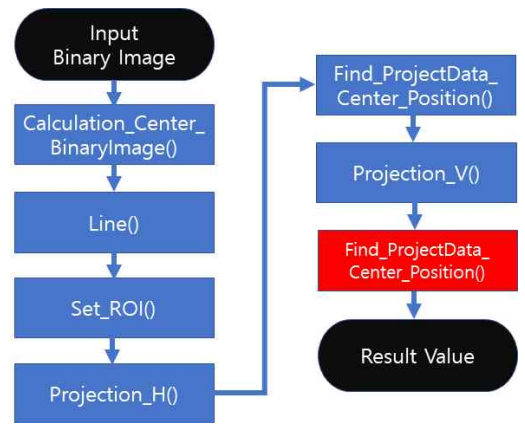 Input
Binary Image
Calculation_Center_
BinaryImage()
Line()
Set_ROI()
Projection_H()
Find_ProjectData_
Center_Position()
Projection_V()
Find_ProjectData_
Center_Position()
Result Value